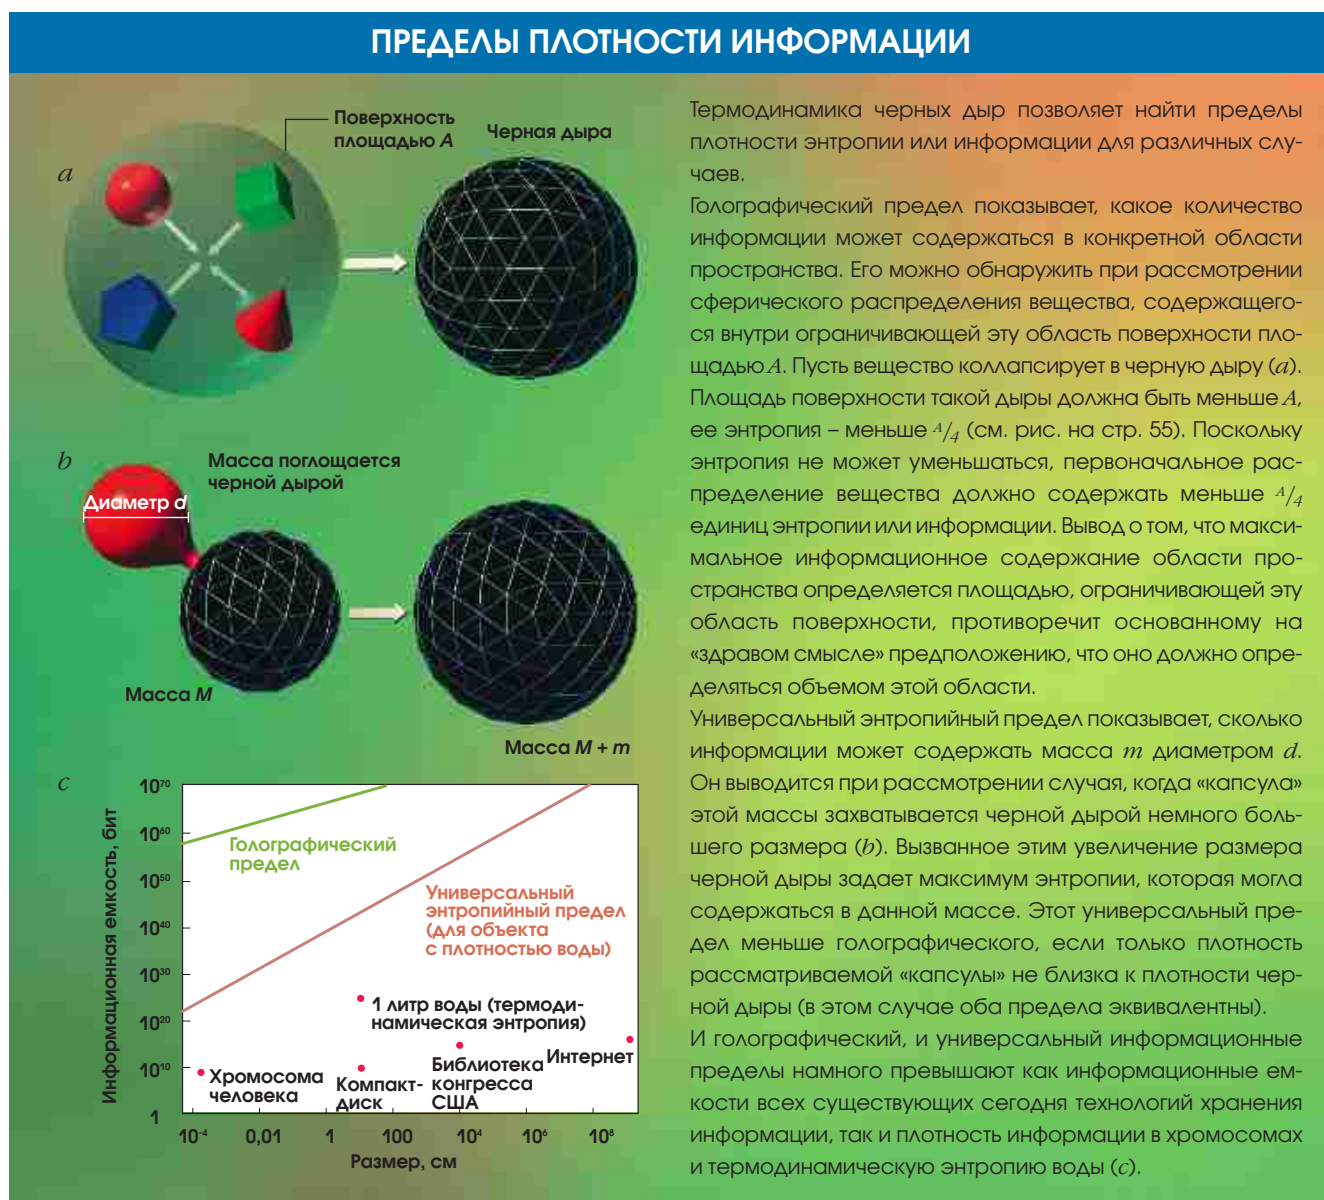 ПРЕДЕЛЫ ПЛОТНОСТИ ИНФОРМАЦИИ
a
Поверхность
площадью A
Черная дыра
b
Масса поглощается
черной дырой
Диаметр d
Масса M
Масса M + m
c
Информационная емкость, бит
10⁷⁰
10⁶⁰
10⁵⁰
10⁴⁰
10³⁰
10²⁰
10¹⁰
1
Голографический
предел
Универсальный
энтропийный предел
(для объекта
с плотностью воды)
1 литр воды (термоди-
намическая энтропия)
Хромосома
человека
Компакт-
диск
Библиотека
конгресса
США
Интернет
10⁻⁴
0,01
1
100
10⁴
10⁶
10⁸
Размер, см
Термодинамика черных дыр позволяет найти пределы
плотности энтропии или информации для различных слу-
чаев.
Голографический предел показывает, какое количество
информации может содержаться в конкретной области
пространства. Его можно обнаружить при рассмотрении
сферического распределения вещества, содержащего-
ся внутри ограничивающей эту область поверхности пло-
щадью A. Пусть вещество коллапсирует в черную дыру (a).
Площадь поверхности такой дыры должна быть меньше A,
ее энтропия – меньше A/4 (см. рис. на стр. 55). Поскольку
энтропия не может уменьшаться, первоначальное рас-
пределение вещества должно содержать меньше A/4
единиц энтропии или информации. Вывод о том, что макси-
мальное информационное содержание области про-
странства определяется площадью, ограничивающей эту
область поверхности, противоречит основанному на
«здравом смысле» предположению, что оно должно опре-
деляться объемом этой области.
Универсальный энтропийный предел показывает, сколько
информации может содержать масса m диаметром d.
Он выводится при рассмотрении случая, когда «капсула»
этой массы захватывается черной дырой немного боль-
шего размера (b). Вызванное этим увеличение размера
черной дыры задает максимум энтропии, которая могла
содержаться в данной массе. Этот универсальный пре-
дел меньше голографического, если только плотность
рассматриваемой «капсулы» не близка к плотности чер-
ной дыры (в этом случае оба предела эквивалентны).
И голографический, и универсальный информационные
пределы намного превышают как информационные ем-
кости всех существующих сегодня технологий хранения
информации, так и плотность информации в хромосомах
и термодинамическую энтропию воды (c).